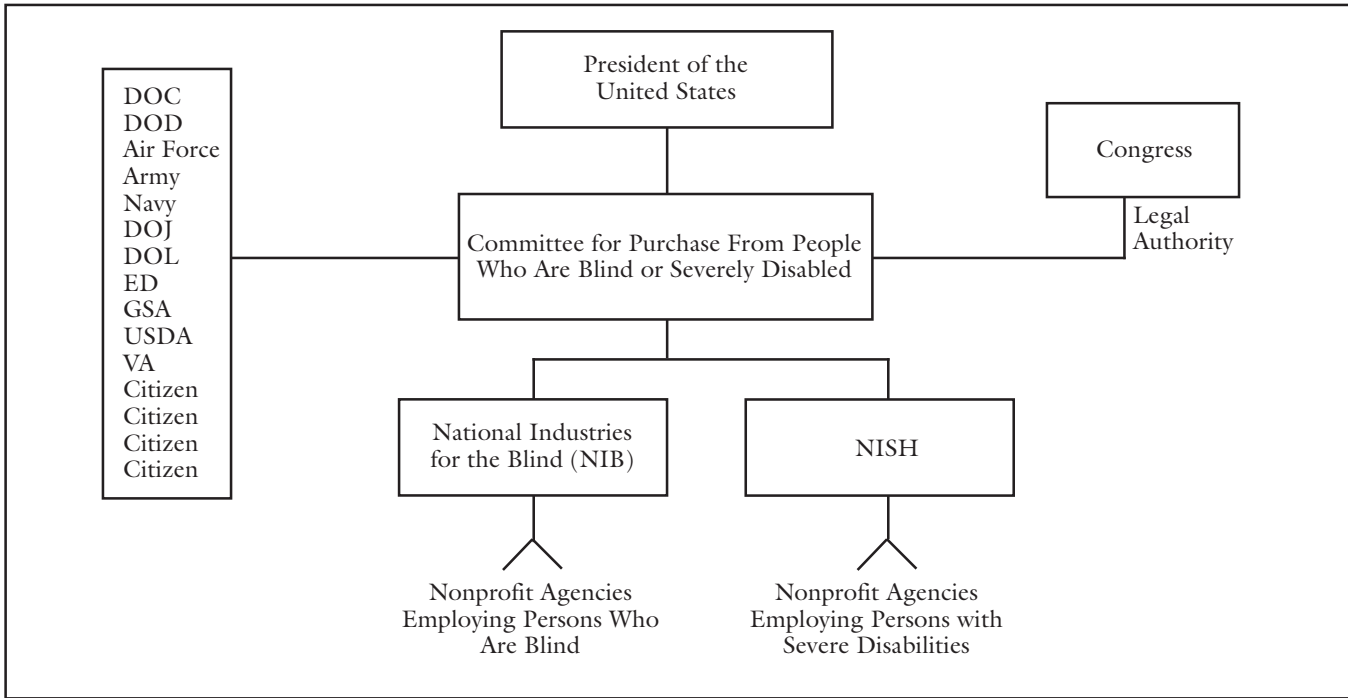 President of the
United States
DOC
DOD
Air Force
Army
Navy
DOJ
DOL
ED
GSA
USDA
VA
Citizen
Citizen
Citizen
Citizen
Congress
Legal
Authority
Committee for Purchase From People
Who Are Blind or Severely Disabled
National Industries
for the Blind (NIB)
NISH
Nonprofit Agencies
Employing Persons Who
Are Blind
Nonprofit Agencies
Employing Persons with
Severe Disabilities